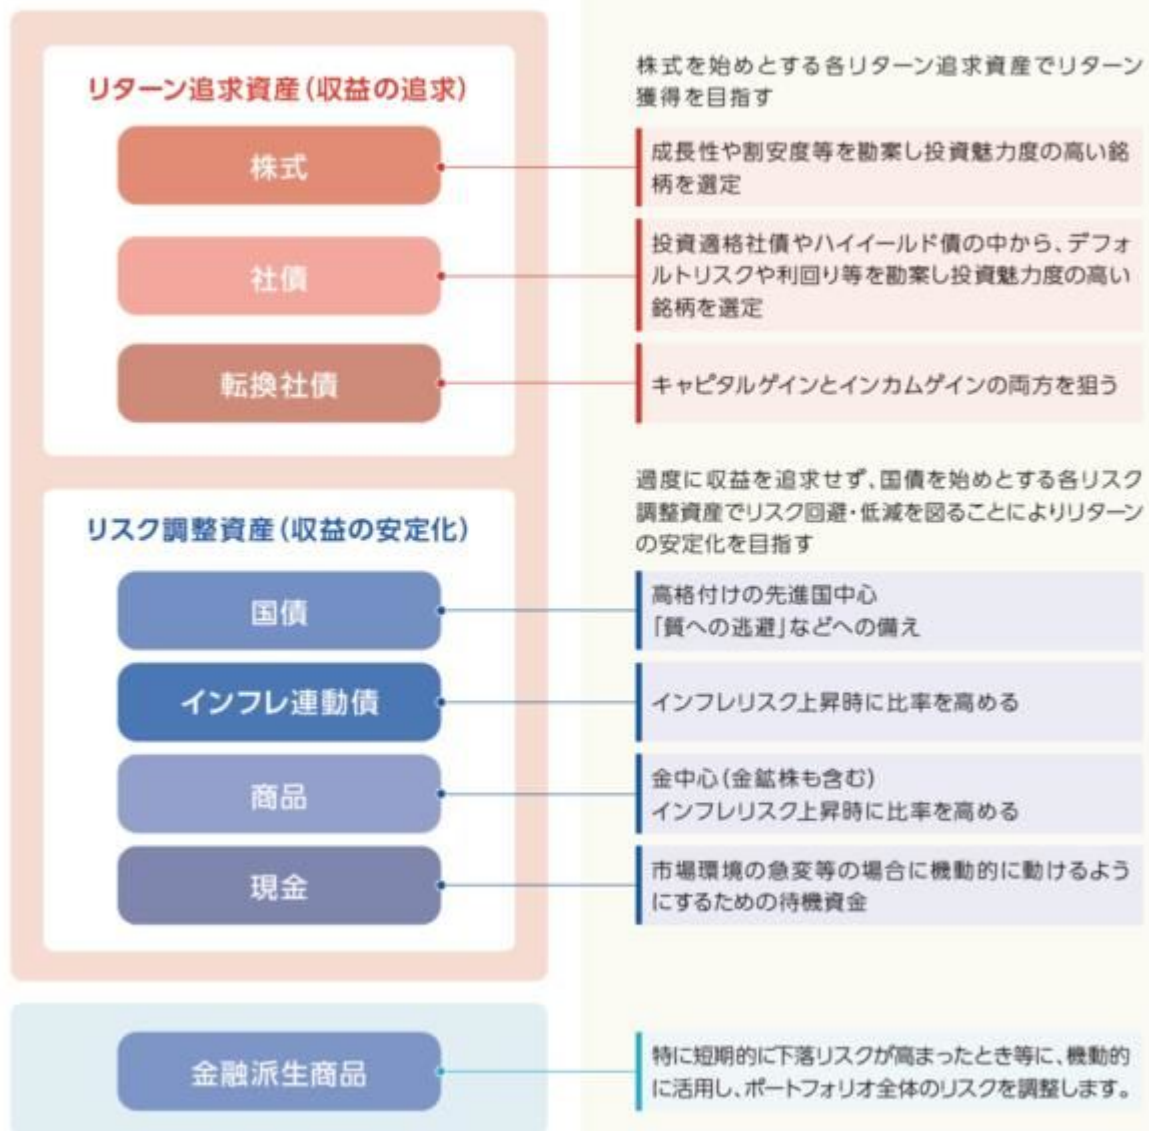 リターン追求資産(収益の追求)
株式を始めとする各リターン追求資産でリターン
獲得を目指す
株式
成長性や割安度等を勘案し投資魅力度の高い銘
柄を選定
社債
投資適格社債やハイイールド債の中から、デフォ
ルトリスクや利回り等を勘案し投資魅力度の高い
銘柄を選定
転換社債
キャピタルゲインとインカムゲインの両方を狙う
リスク調整資産(収益の安定化)
過度に収益を追求せず、国債を始めとする各リスク
調整資産でリスク回避・低減を図ることによりリターン
の安定化を目指す
国債
高格付けの先進国中心
「質への逃避」などへの備え
インフレ連動債
インフレリスク上昇時に比率を高める
商品
金中心(金鉱株も含む)
インフレリスク上昇時に比率を高める
現金
市場環境の急変等の場合に機動的に動けるよう
にするための待機資金
金融派生商品
特に短期的に下落リスクが高まったとき等に、機動的
に活用し、ポートフォリオ全体のリスクを調整します。